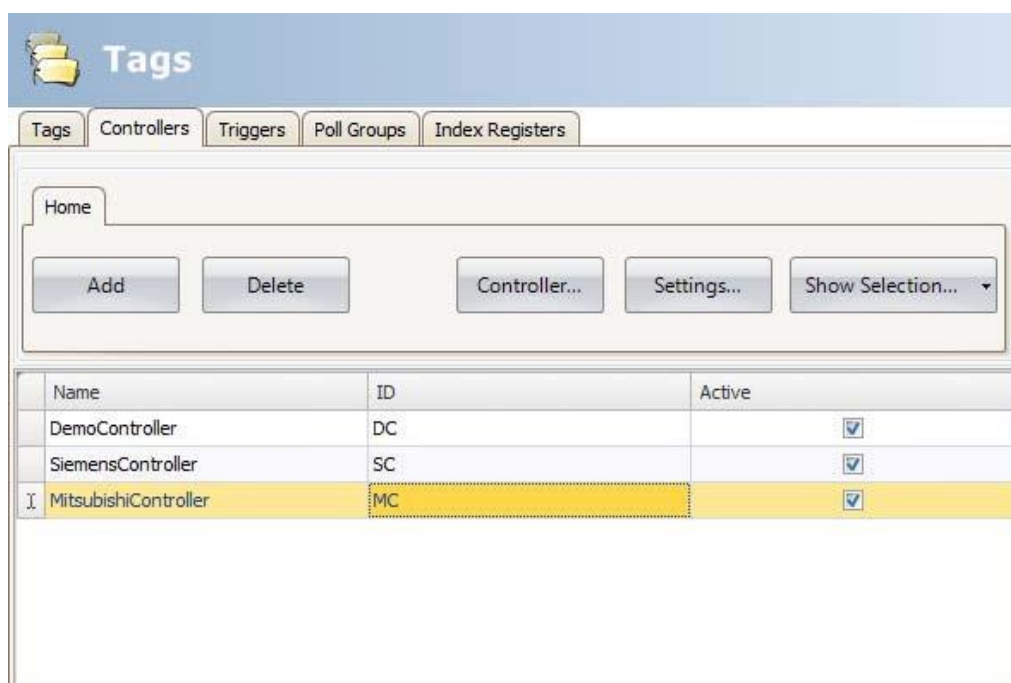 Tags
Tags Controllers Triggers Poll Groups Index Registers
Home
Add Delete Controller... Settings... Show Selection...
Name ID Active
DemoController DC
SiemensController SC
MitsubishiController MC